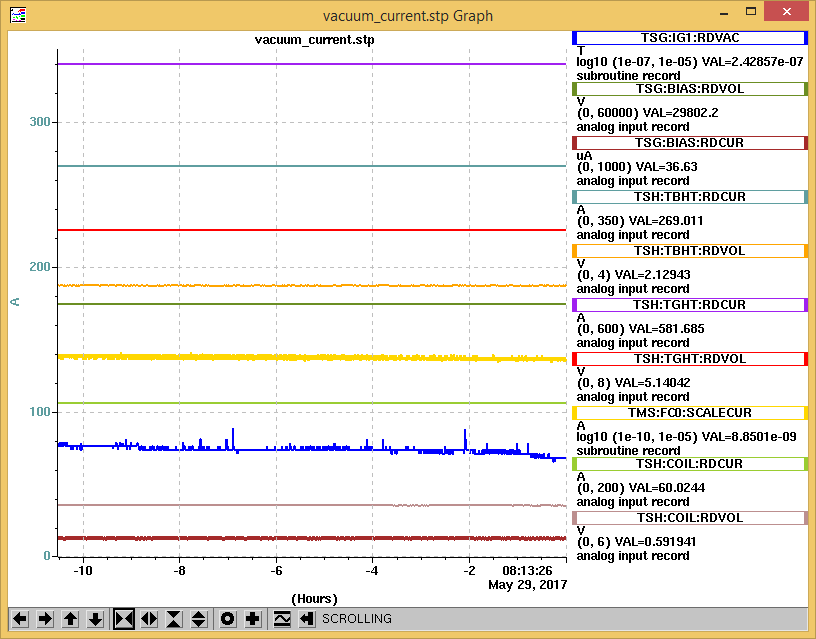 vacuum_current.stp Graph
vacuum_current.stp
300
200
100
0
A
-10
-8
-6
-4
-2
08:13:26
May 29, 2017
(Hours)
TSG:IG1:RDVAC
T
log10 (1e-07, 1e-05) VAL=2.42857e-07
subroutine record
TSG:BIAS:RDVOL
V
(0, 60000) VAL=29802.2
analog input record
TSG:BIAS:RDCUR
uA
(0, 1000) VAL=36.63
analog input record
TSH:TBHT:RDCUR
A
(0, 350) VAL=269.011
analog input record
TSH:TBHT:RDVOL
V
(0, 4) VAL=2.12943
analog input record
TSH:TGHT:RDCUR
A
(0, 600) VAL=581.685
analog input record
TSH:TGHT:RDVOL
V
(0, 8) VAL=5.14042
analog input record
TMS:FC0:SCALECUR
A
log10 (1e-10, 1e-05) VAL=8.8501e-09
subroutine record
TSH:COIL:RDCUR
A
(0, 200) VAL=60.0244
analog input record
TSH:COIL:RDVOL
V
(0, 6) VAL=0.591941
analog input record
SCROLLING